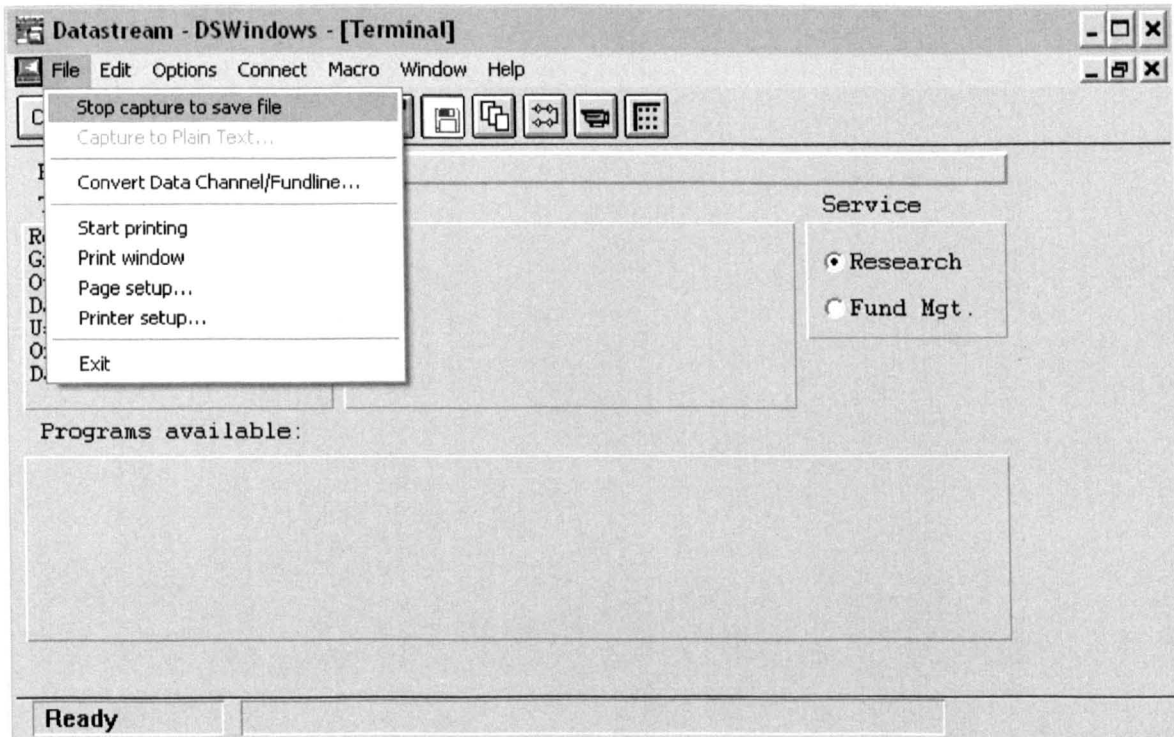 Datastream - DSWindows - [Terminal]
File Edit Options Connect Macro Window Help
Stop capture to save file
Capture to Plain Text...
Convert Data Channel/Fundline...
Start printing
Print window
Page setup...
Printer setup...
Exit
Service
Research
Fund Mgt.
Programs available:
Ready